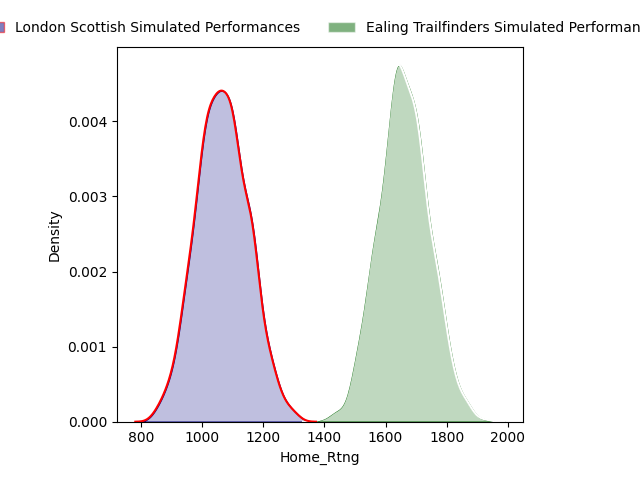 London Scottish Simulated Performances
Ealing Trailfinders Simulated Performan
0.004
0.003
0.002
0.001
0.000
Density
800 1000 1200 1400 1600 1800 2000
Home_Rtng